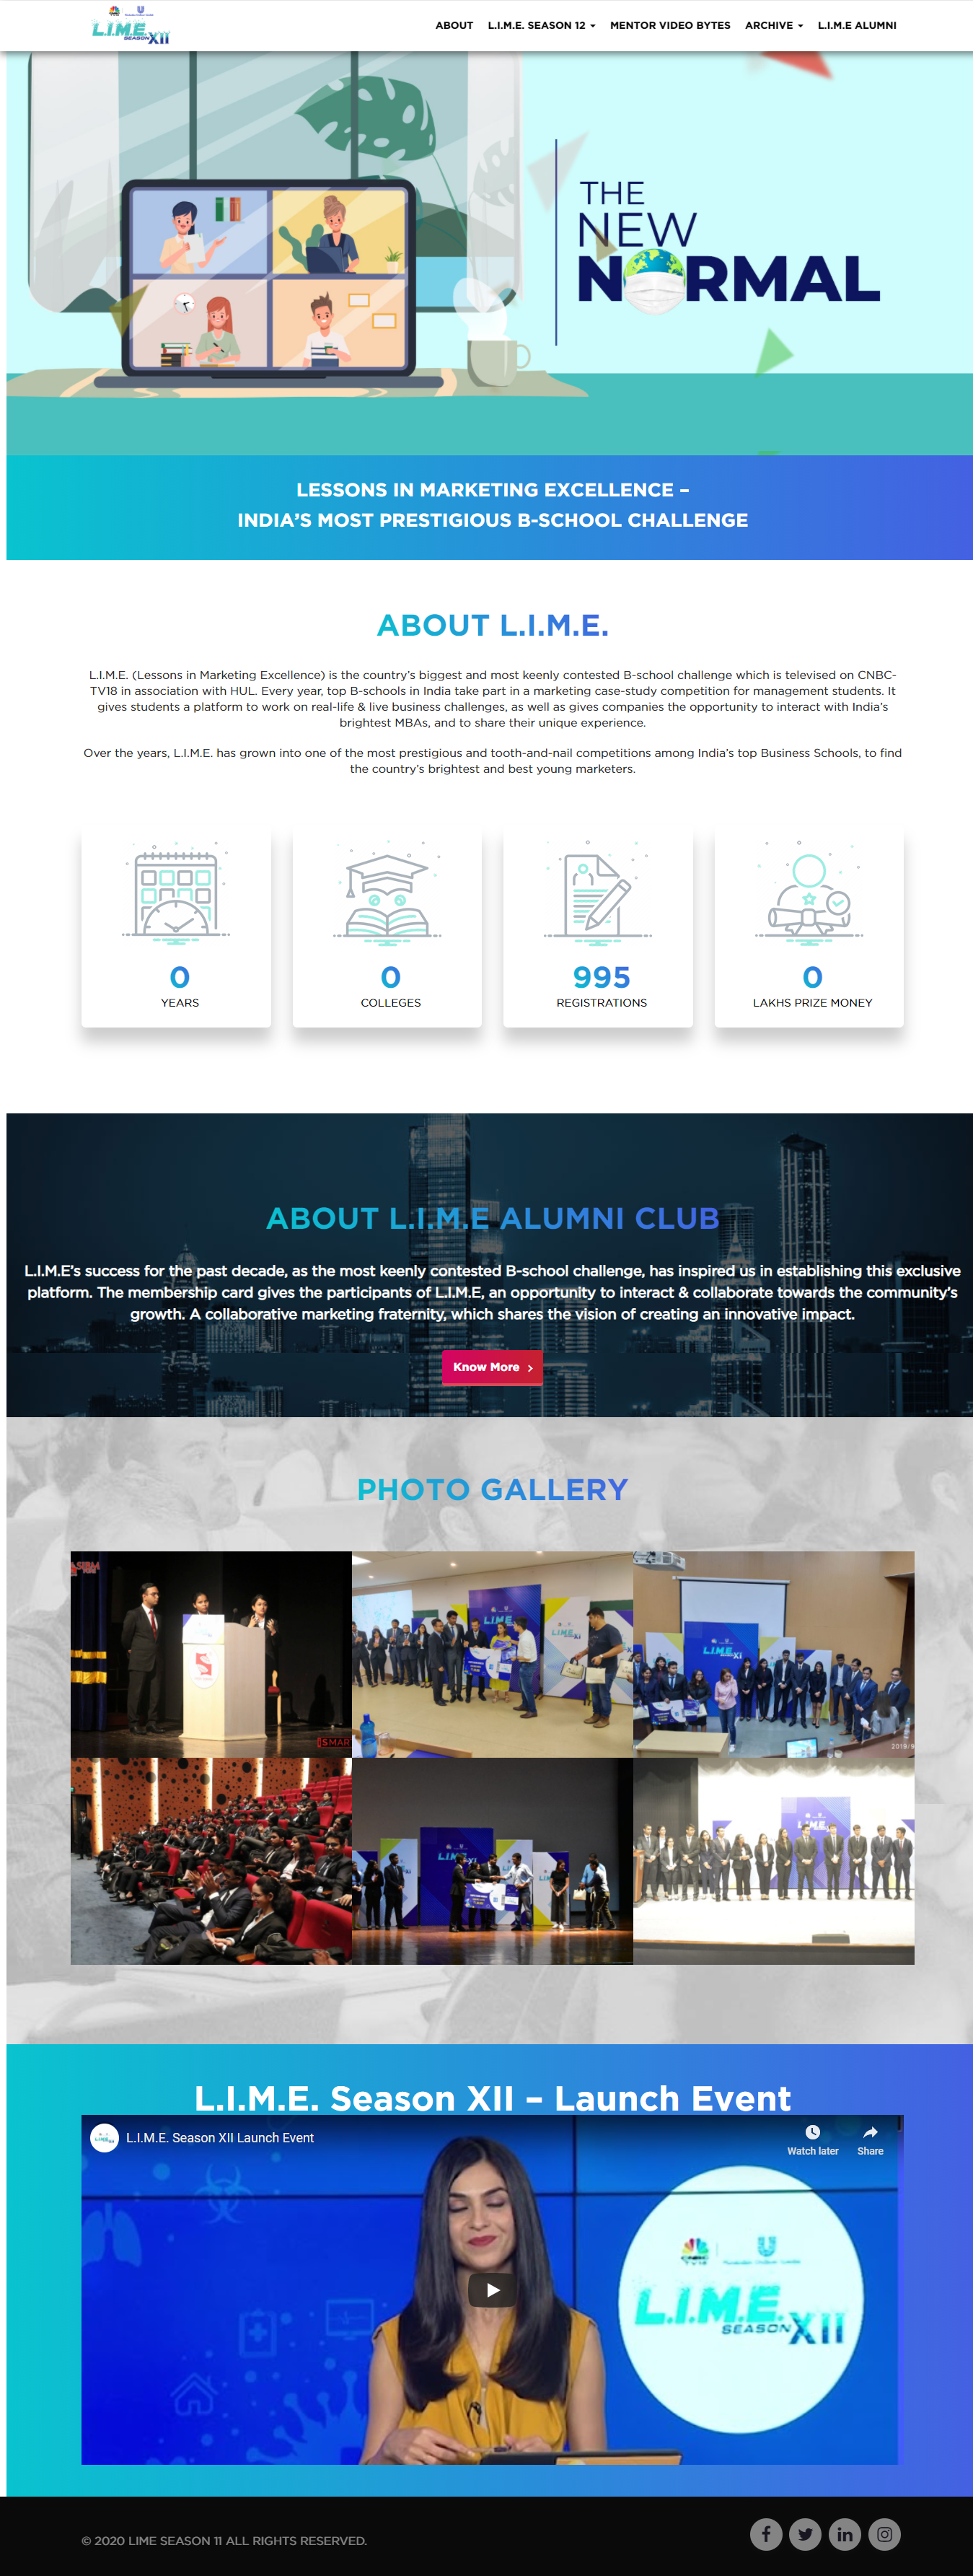 L.I.M.E.
SEASON XII
ABOUT
L.I.M.E. SEASON 12
MENTOR VIDEO BYTES
ARCHIVE
L.I.M.E ALUMNI
THE
NEW
NORMAL
LESSONS IN MARKETING EXCELLENCE –
INDIA'S MOST PRESTIGIOUS B-SCHOOL CHALLENGE
ABOUT L.I.M.E.
L.I.M.E. (Lessons in Marketing Excellence) is the country's biggest and most keenly contested B-school challenge which is televised on CNBC-
TV18 in association with HUL. Every year, top B-schools in India take part in a marketing case-study competition for management students. It
gives students a platform to work on real-life & live business challenges, as well as gives companies the opportunity to interact with India's
brightest MBAs, and to share their unique experience.
Over the years, L.I.M.E. has grown into one of the most prestigious and tooth-and-nail competitions among India's top Business Schools, to find
the country's brightest and best young marketers.
0
YEARS
0
COLLEGES
995
REGISTRATIONS
0
LAKHS PRIZE MONEY
ABOUT L.I.M.E ALUMNI CLUB
L.I.M.E's success for the past decade, as the most keenly contested B-school challenge, has inspired us in establishing this exclusive
platform. The membership card gives the participants of L.I.M.E, an opportunity to interact & collaborate towards the community's
growth. A collaborative marketing fraternity, which shares the vision of creating an innovative impact.
Know More
PHOTO GALLERY
SIBM
SMAR
L.I.M.E.
L.I.M.E.
L.I.M.E.
XI
2019/9
L.I.M.E.
XI
L.I.M.E.
L.I.M.E. Season XII – Launch Event
L.I.M.E. Season XII Launch Event
Watch later
Share
L.I.M.E.
SEASON XII
© 2020 LIME SEASON 11 ALL RIGHTS RESERVED.